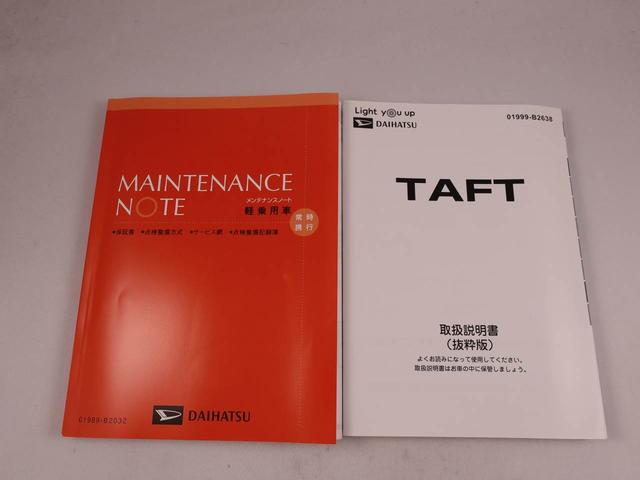 MAINTENANCE
NOTE
メンテナンスノート
軽乗用車
常時
携行
●保証書 ●点検整備方式 ●サービス網 ●点検整備記録簿
01989-B2032
DAIHATSU
Light you up
DAIHATSU
01999-B2638
TAFT
取扱説明書
（抜粋版）
よくお読みになって使用してください。
取扱説明書はお車の中に保管しましょう。